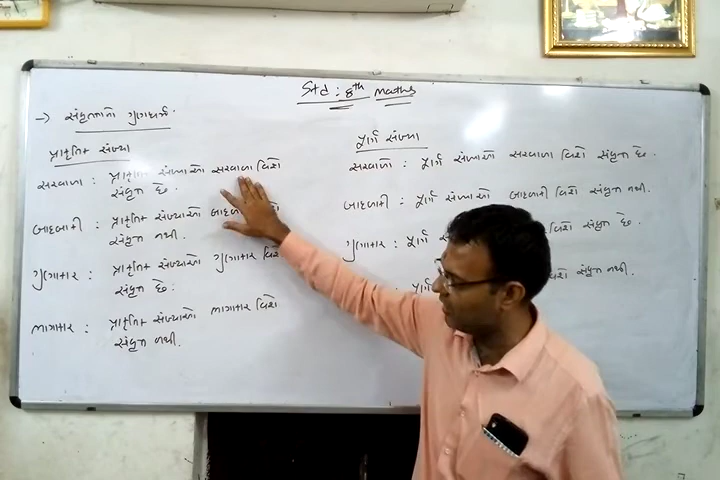 Std : 8th Maths
→ સંવૃતતાનો ગુણધર્મ.
પ્રાકૃતિક સંખ્યા
સરવાળા : પ્રાકૃતિક સંખ્યાઓ સરવાળા વિશે
સંવૃત છે.
બાદબાકી : પ્રાકૃતિક સંખ્યાઓ
સંવૃત નથી.
ગુણાકાર : પ્રાકૃતિક સંખ્યાઓ ગુણાકાર વિશે
સંવૃત છે.
ભાગાકાર : પ્રાકૃતિક સંખ્યાઓ ભાગાકાર વિશે
સંવૃત નથી.
પૂર્ણ સંખ્યા
સરવાળા : પૂર્ણ સંખ્યાઓ સરવાળા વિશે સંવૃત છે.
બાદબાકી : પૂર્ણ સંખ્યાઓ બાદબાકી વિશે સંવૃત નથી.
ગુણાકાર : પૂર્ણ વિશે સંવૃત છે.
: પૂર્ણ વિશે સંવૃત નથી.